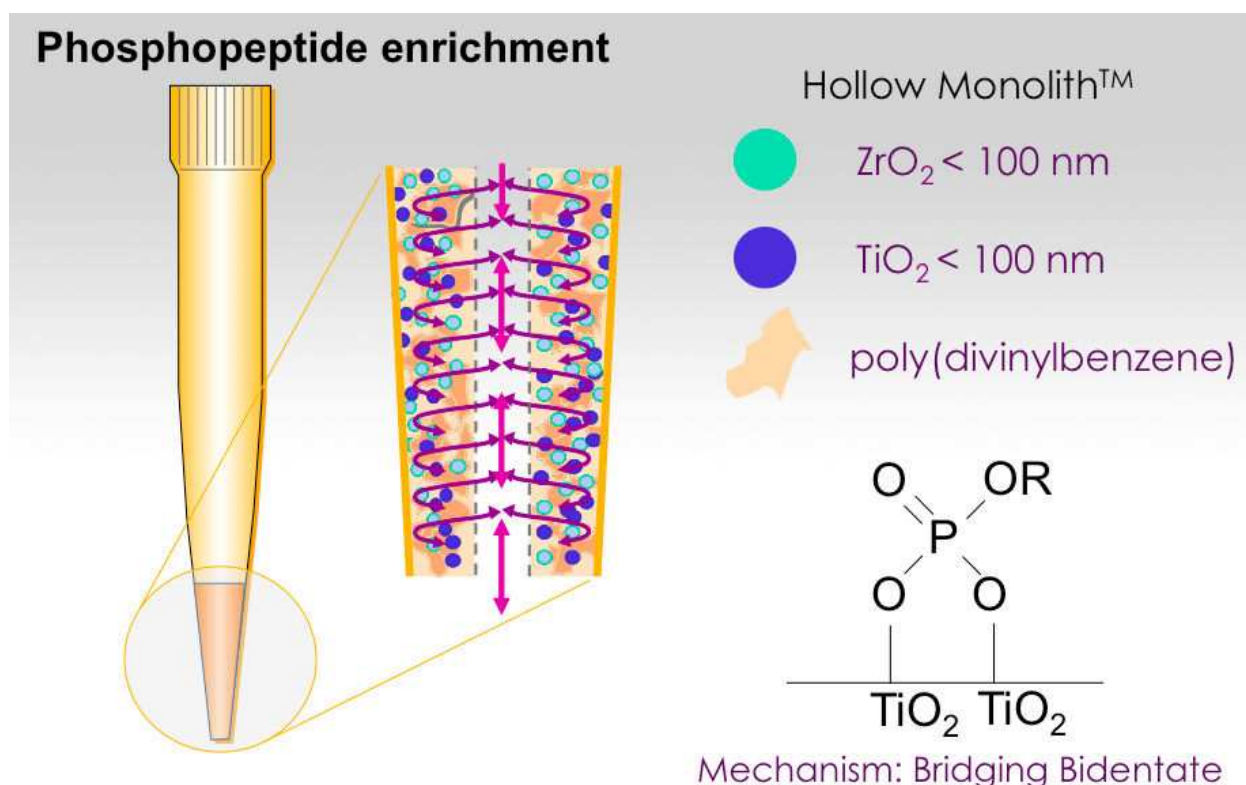 Phosphopeptide enrichment
Hollow Monolith™
ZrO₂ < 100 nm
TiO₂ < 100 nm
poly(divinylbenzene)
O OR
P
O O
TiO₂ TiO₂
Mechanism: Bridging Bidentate